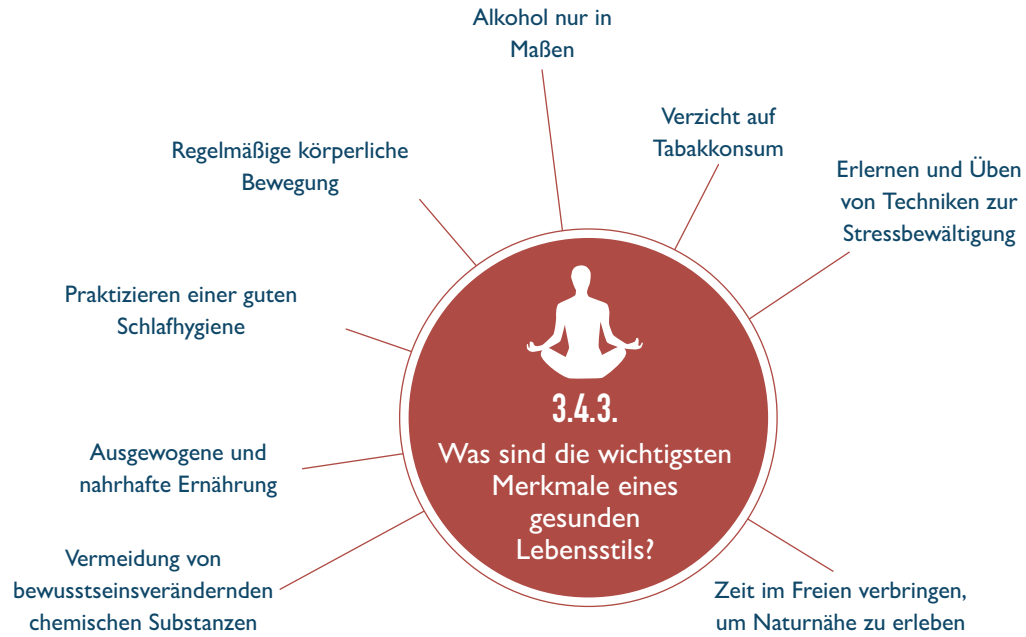 Alkohol nur in
Maßen
Verzicht auf
Tabakkonsum
Regelmäßige körperliche
Bewegung
Erlernen und Üben
von Techniken zur
Stressbewältigung
Praktizieren einer guten
Schlafhygiene
3.4.3.
Was sind die wichtigsten
Merkmale eines
gesunden
Lebensstils?
Ausgewogene und
nahrhafte Ernährung
Vermeidung von
bewusstseinsverändernden
chemischen Substanzen
Zeit im Freien verbringen,
um Naturnähe zu erleben